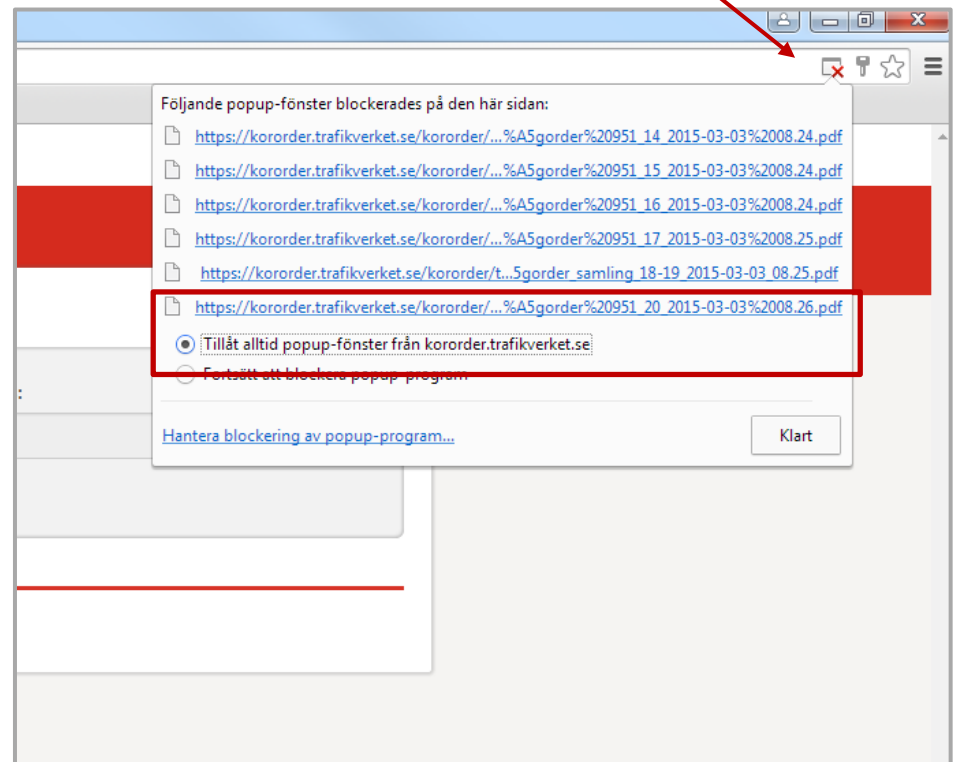 Följande popup-fönster blockerades på den här sidan:
https://kororder.trafikverket.se/kororder/...%A5gorder%20951_14_2015-03-03%2008.24.pdf
https://kororder.trafikverket.se/kororder/...%A5gorder%20951_15_2015-03-03%2008.24.pdf
https://kororder.trafikverket.se/kororder/...%A5gorder%20951_16_2015-03-03%2008.24.pdf
https://kororder.trafikverket.se/kororder/...%A5gorder%20951_17_2015-03-03%2008.25.pdf
https://kororder.trafikverket.se/kororder/t...5gorder_samling_18-19_2015-03-03_08.25.pdf
https://kororder.trafikverket.se/kororder/...%A5gorder%20951_20_2015-03-03%2008.26.pdf
Tillåt alltid popup-fönster från kororder.trafikverket.se
Fortsätt att blockera popup-program
:
Hantera blockering av popup-program...
Klart